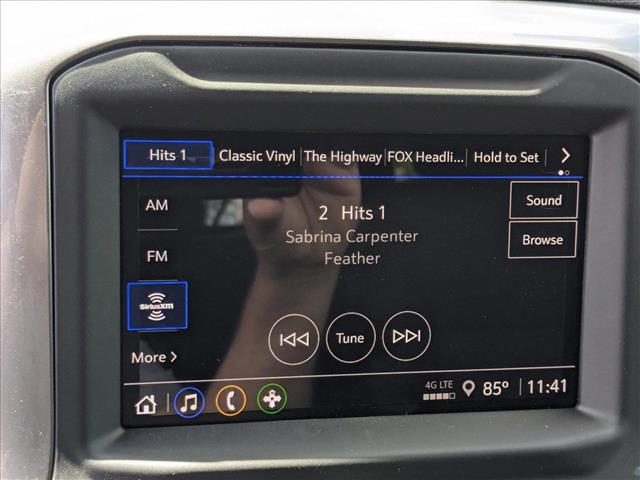 Hits 1 Classic Vinyl The Highway FOX Headli... Hold to Set
AM
FM
SiriusXM
More
2 Hits 1
Sabrina Carpenter
Feather
Sound
Browse
Tune
4G LTE 85° 11:41